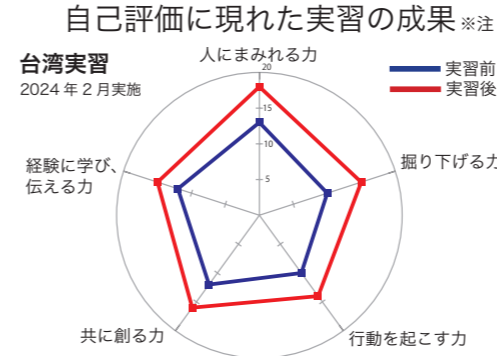 自己評価に現れた実習の成果 ※注
台湾実習
2024年2月実施
実習前
実習後
人にまみれる力
20
15
10
5
掘り下げる力
行動を起こす力
共に創る力
経験に学び、
伝える力